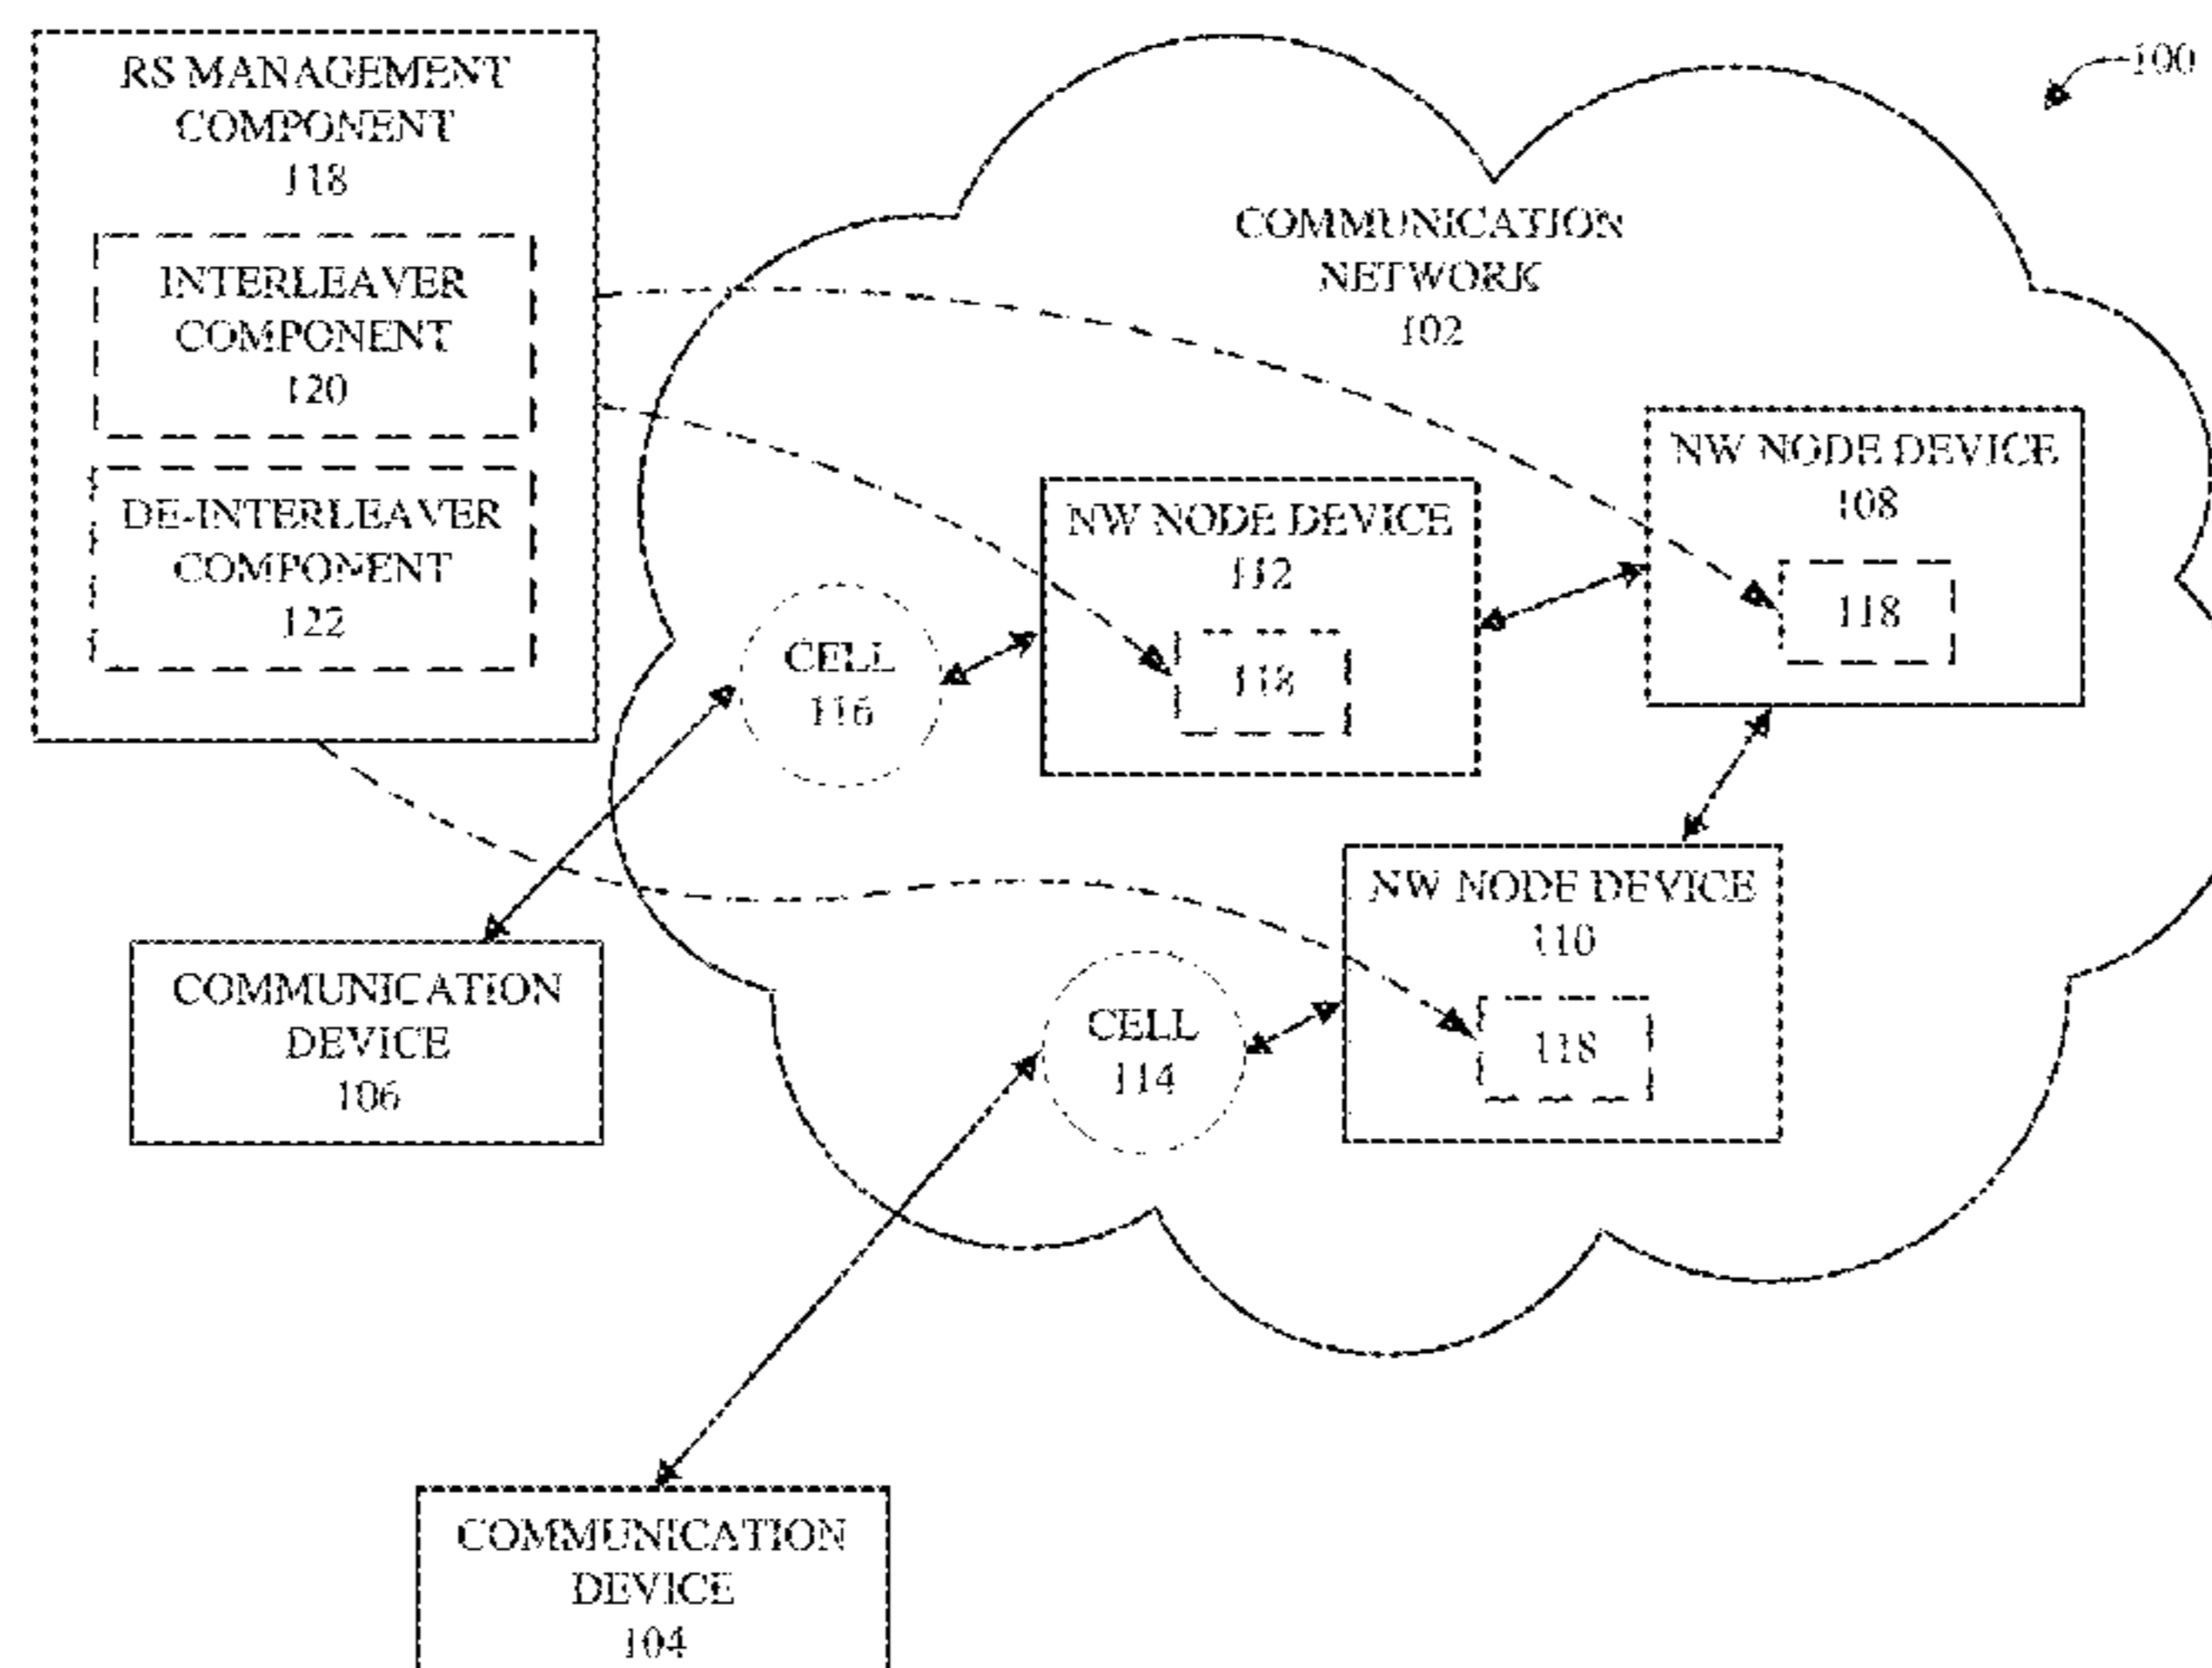 RS MANAGEMENT
COMPONENT
118
INTERLEAVER
COMPONENT
120
DE-INTERLEAVER
COMPONENT
122
100
COMMUNICATION
NETWORK
102
NW NODE DEVICE
108
118
NW NODE DEVICE
112
118
CELL
116
NW NODE DEVICE
110
118
CELL
114
COMMUNICATION
DEVICE
106
COMMUNICATION
DEVICE
104